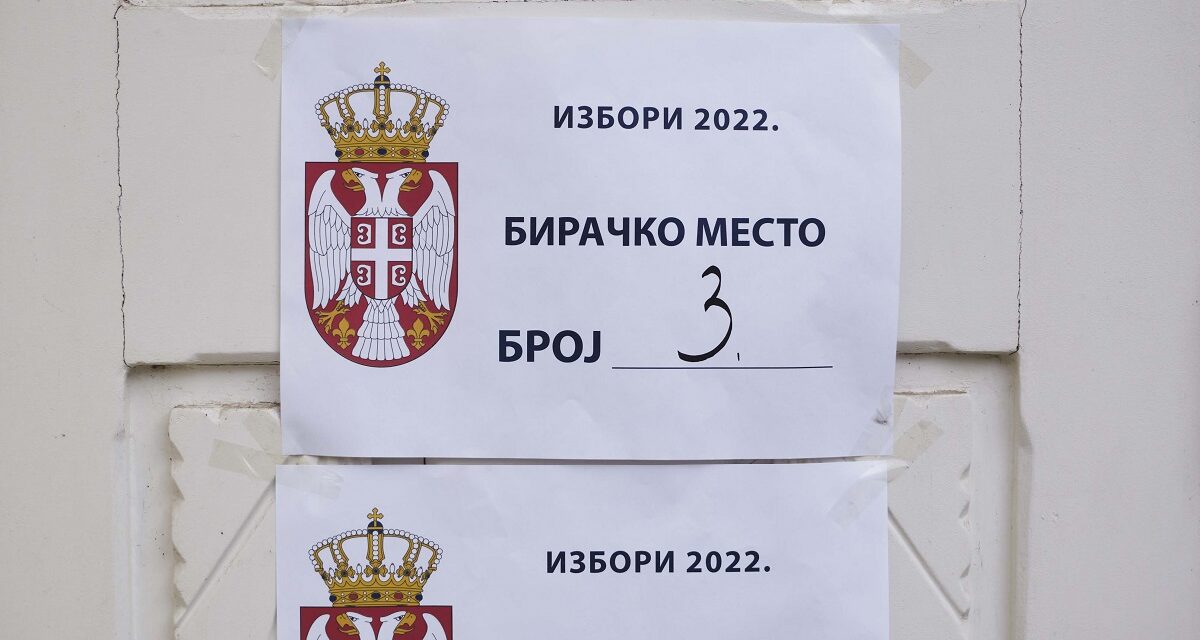 ИЗБОРИ 2022.
БИРАЧКО МЕСТО
БРОЈ 3.
ИЗБОРИ 2022.